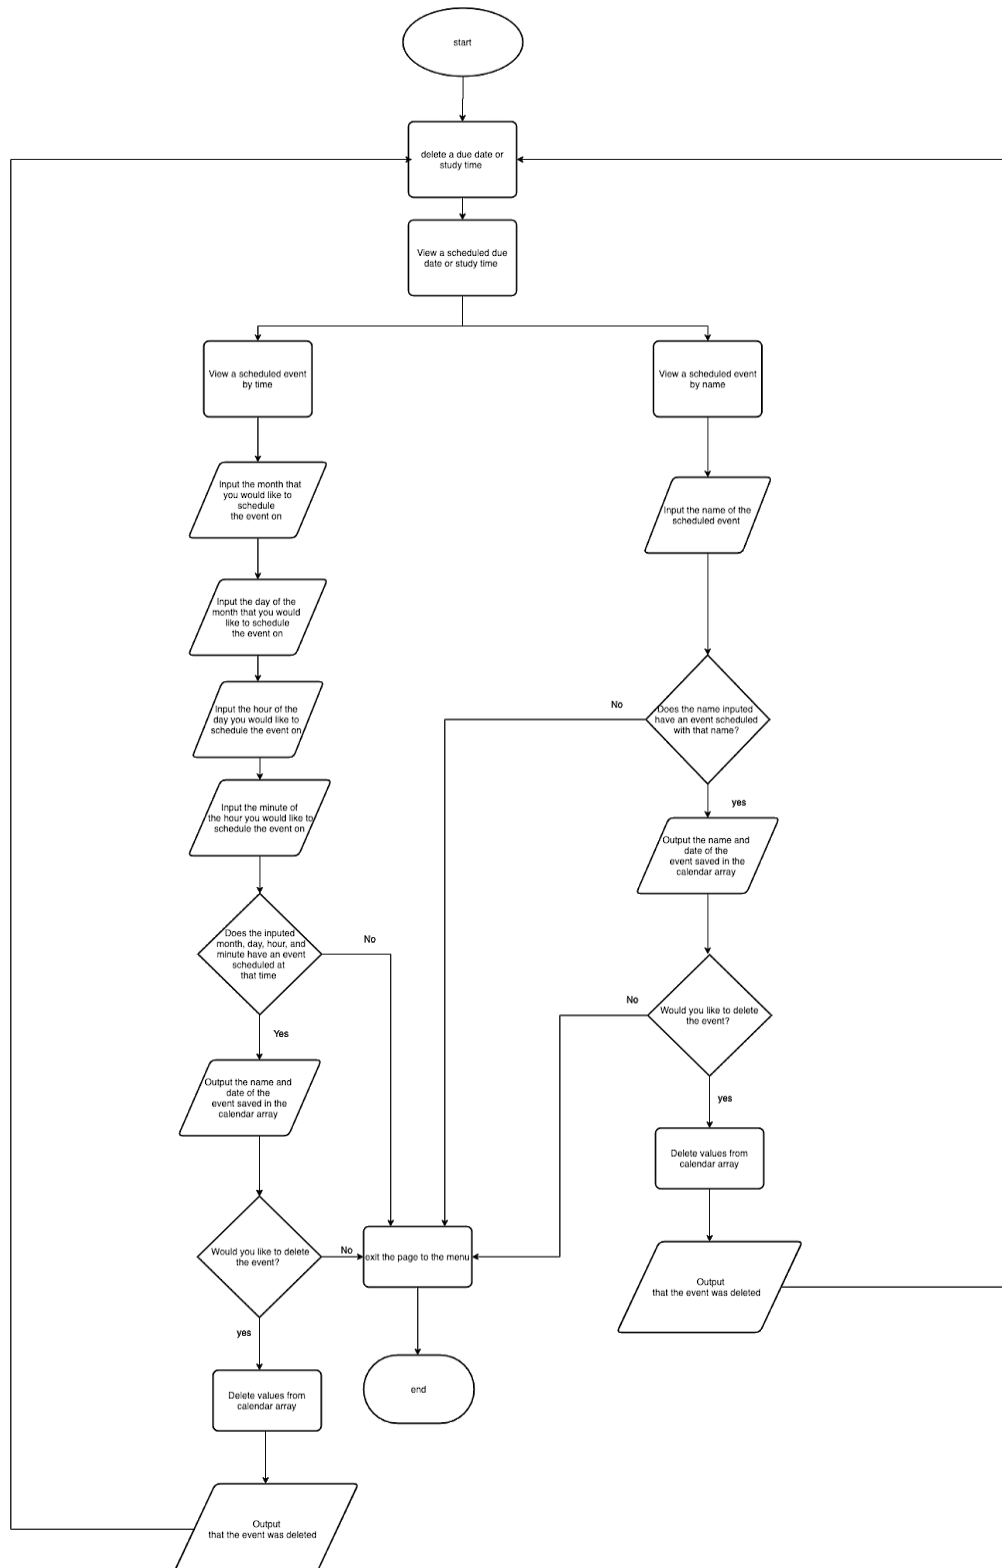 start
delete a due date or
study time
View a scheduled due
date or study time
View a scheduled event
by time
View a scheduled event
by name
Input the month that
you would like to
schedule
the event on
Input the name of the
scheduled event
Input the day of the
month that you would
like to schedule
the event on
Input the hour of the
day you would like to
schedule the event on
No
Does the name inputed
have an event scheduled
with that name?
Input the minute of
the hour you would like to
schedule the event on
yes
Output the name and
date of the
event saved in the
calendar array
Does the inputed
month, day, hour, and
minute have an event
scheduled at
that time
No
No
Would you like to delete
the event?
Yes
Output the name and
date of the
event saved in the
calendar array
yes
Delete values from
calendar array
Would you like to delete
the event?
No
exit the page to the menu
Output
that the event was deleted
yes
Delete values from
calendar array
end
Output
that the event was deleted